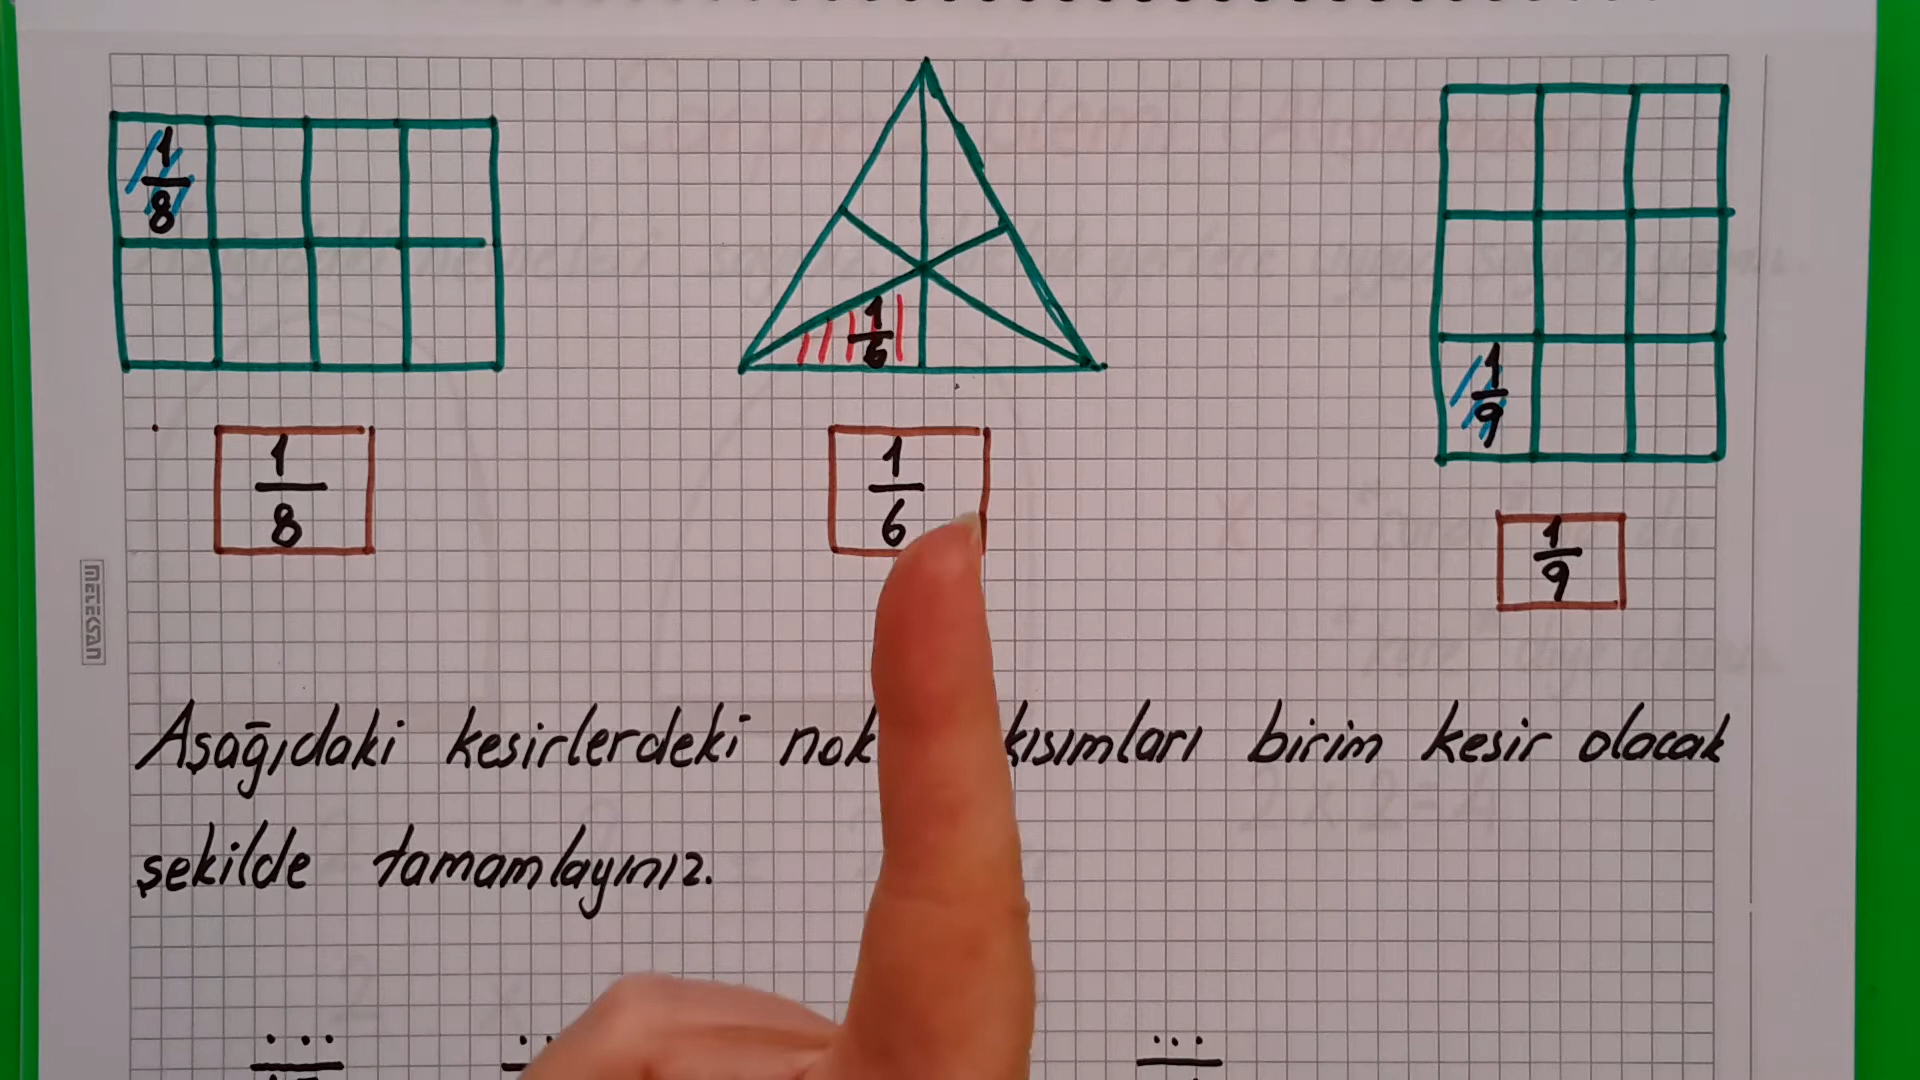 1/8
1/6
1/9
1/8
1/6
1/9
MELEKSAN
Aşağıdaki kesirlerdeki kısımları birim kesir olacak
şekilde tamamlayınız.
... ...